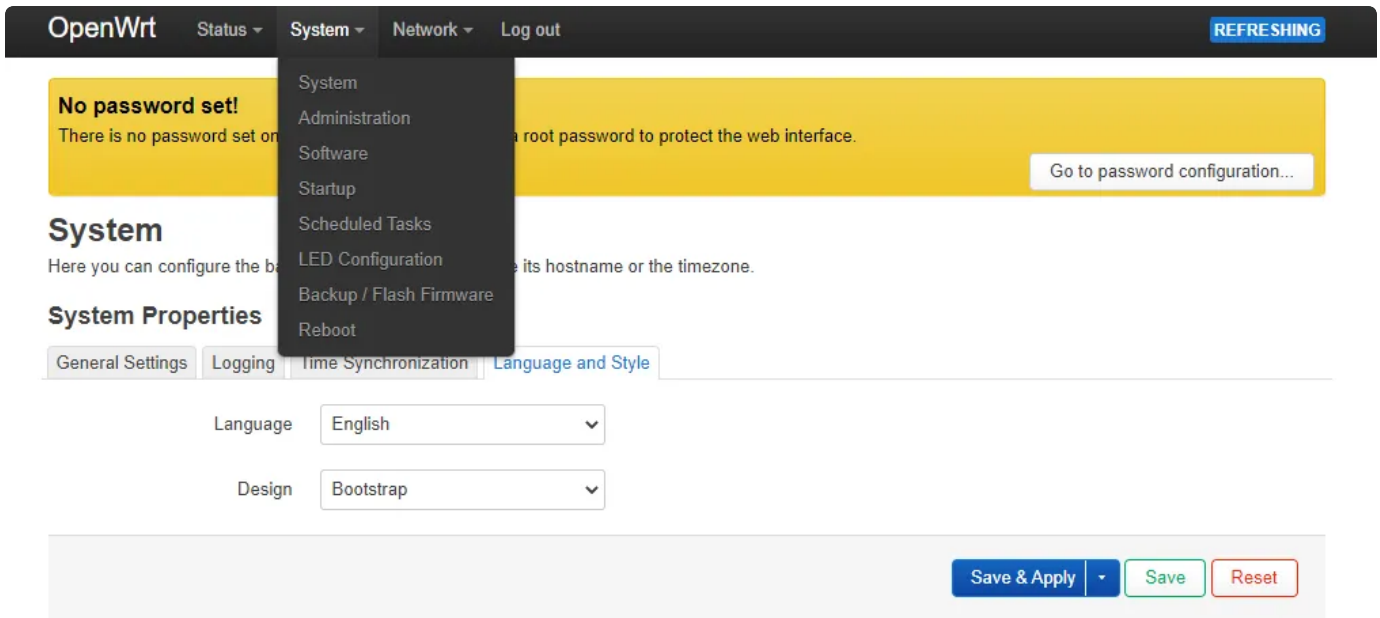 OpenWrt Status System Network Log out REFRESHING
System
Administration
Software
Startup
Scheduled Tasks
LED Configuration
Backup / Flash Firmware
Reboot
No password set!
There is no password set on a root password to protect the web interface.
Go to password configuration...
System
Here you can configure the ba its hostname or the timezone.
System Properties
General Settings Logging Time Synchronization Language and Style
Language English
Design Bootstrap
Save & Apply Save Reset